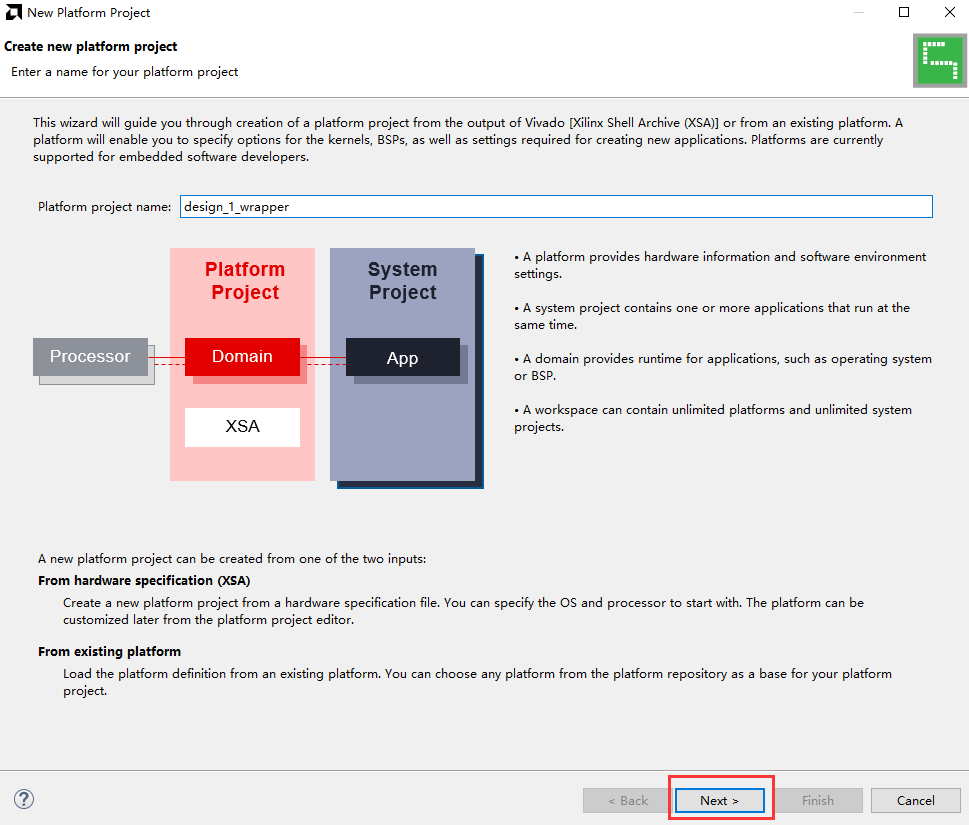 New Platform Project
Create new platform project
Enter a name for your platform project
This wizard will guide you through creation of a platform project from the output of Vivado [Xilinx Shell Archive (XSA)] or from an existing platform. A
platform will enable you to specify options for the kernels, BSPs, as well as settings required for creating new applications. Platforms are currently
supported for embedded software developers.
Platform project name: design_1_wrapper
Platform
Project
System
Project
Processor
Domain
App
XSA
• A platform provides hardware information and software environment
settings.
• A system project contains one or more applications that run at the
same time.
• A domain provides runtime for applications, such as operating system
or BSP.
• A workspace can contain unlimited platforms and unlimited system
projects.
A new platform project can be created from one of the two inputs:
From hardware specification (XSA)
Create a new platform project from a hardware specification file. You can specify the OS and processor to start with. The platform can be
customized later from the platform project editor.
From existing platform
Load the platform definition from an existing platform. You can choose any platform from the platform repository as a base for your platform
project.
?
< Back
Next >
Finish
Cancel